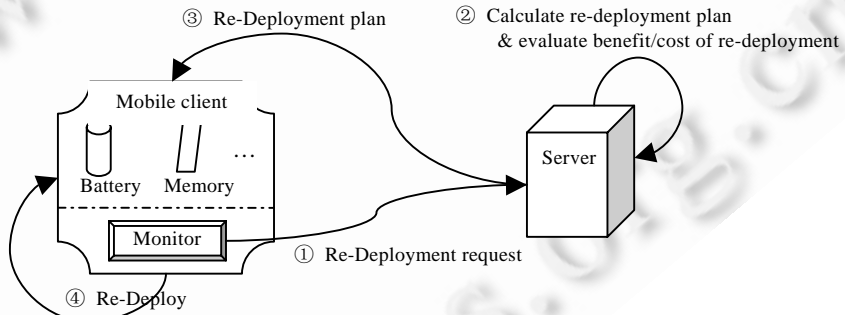 ③ Re-Deployment plan
② Calculate re-deployment plan
& evaluate benefit/cost of re-deployment
Mobile client
Server
…
Battery Memory
Monitor
① Re-Deployment request
④ Re-Deploy